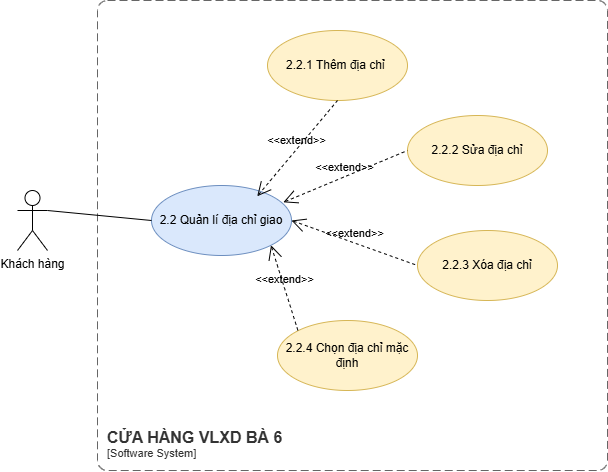 2.2.1 Thêm địa chỉ
<<extend>>
2.2.2 Sửa địa chỉ
<<extend>>
2.2 Quản lí địa chỉ giao
<<extend>>
Khách hàng
2.2.3 Xóa địa chỉ
<<extend>>
2.2.4 Chọn địa chỉ mặc
định
CỬA HÀNG VLXD BÀ 6
[Software System]